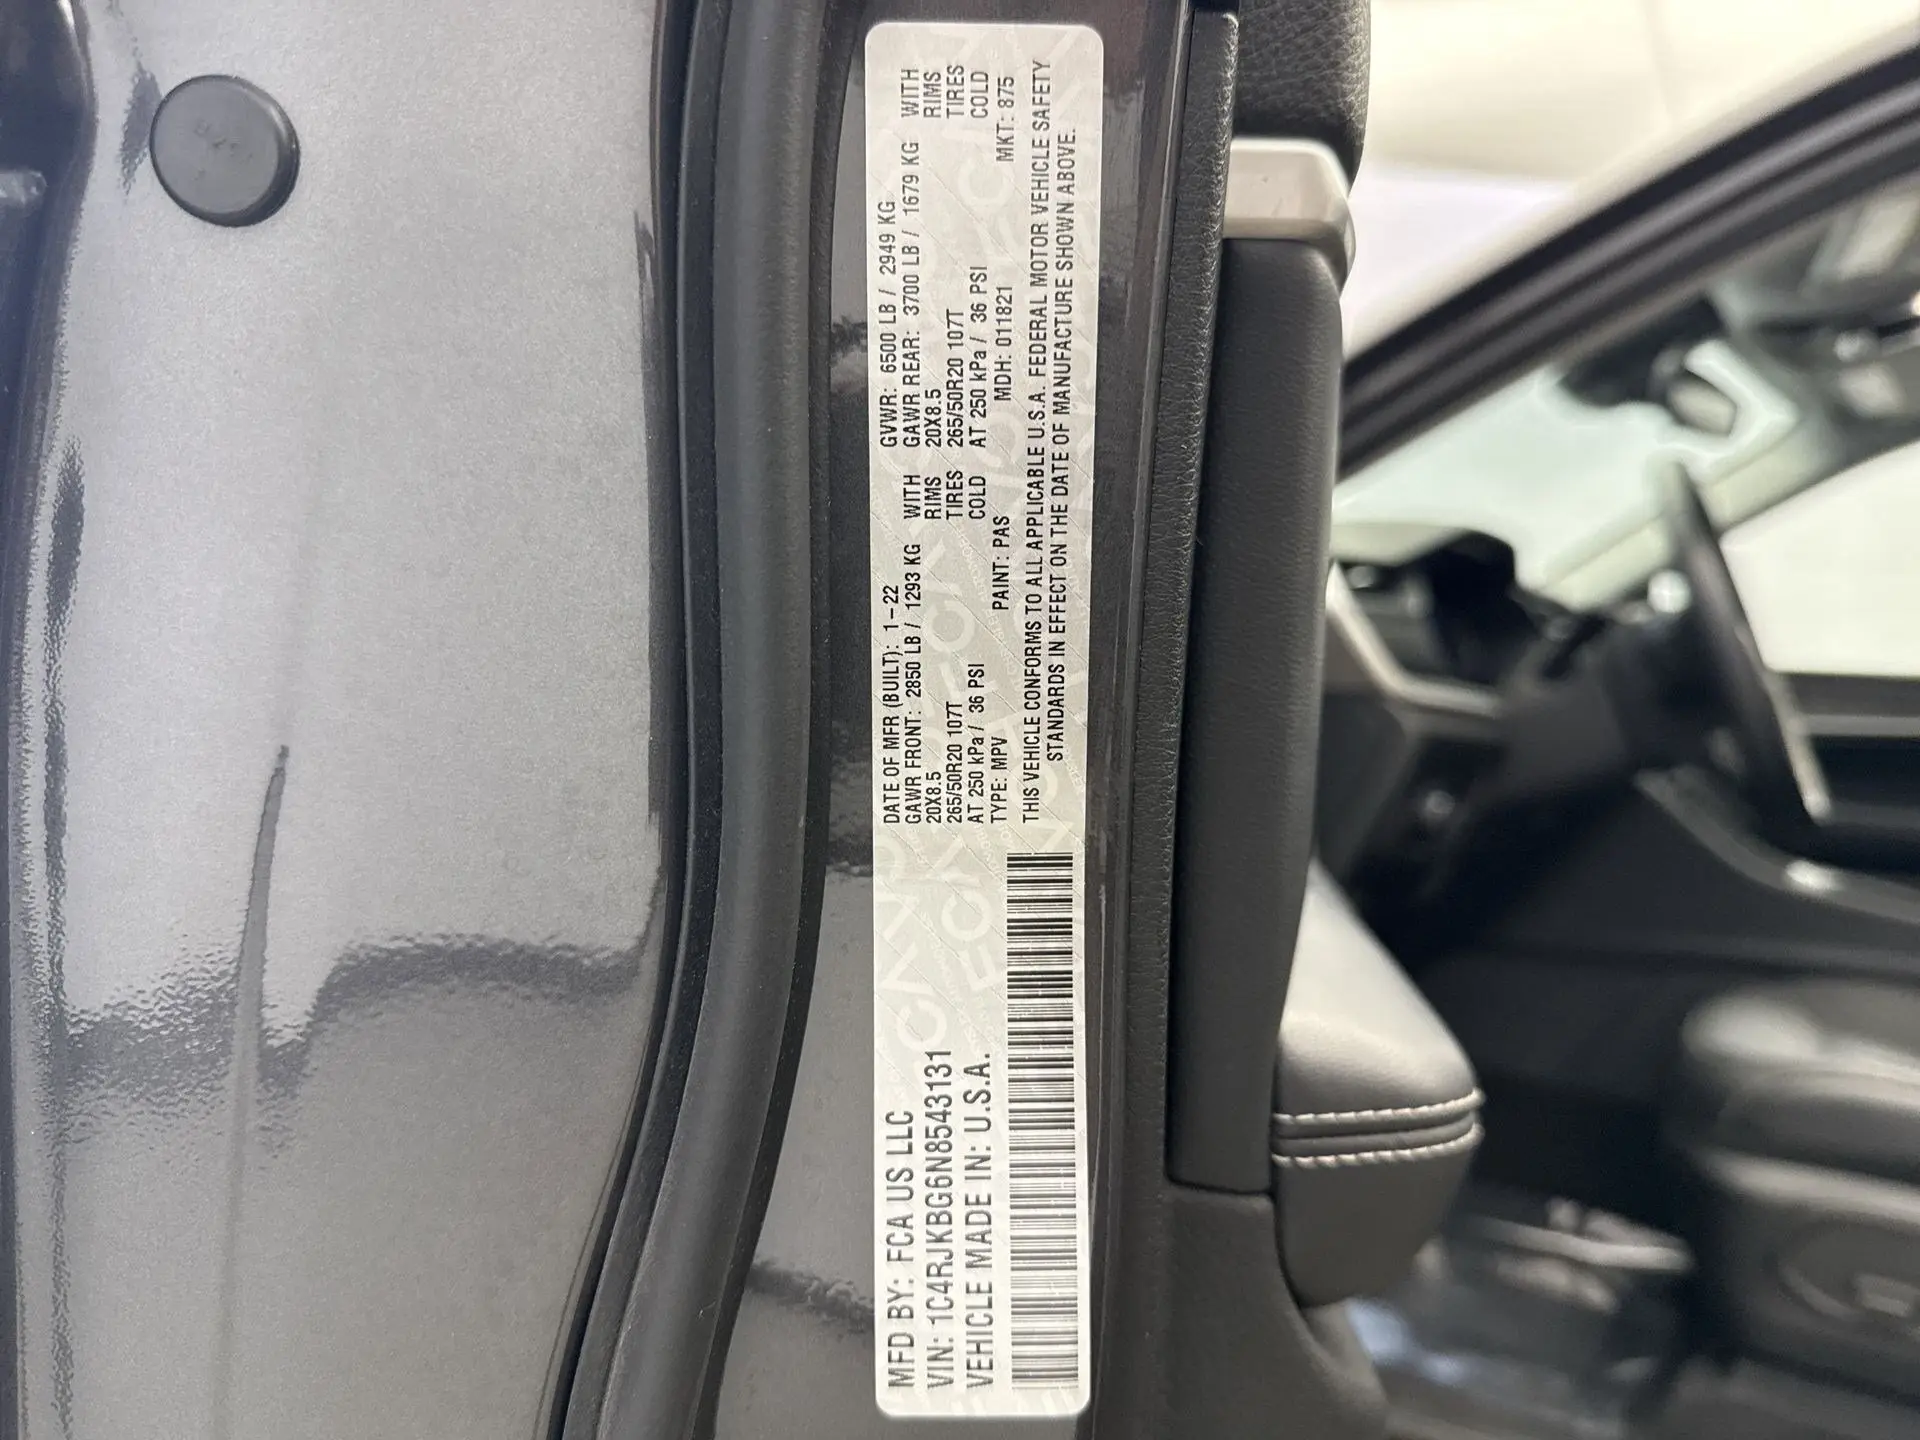 MFD BY: FCA US LLC
VIN: 1C4RJKBG6N8543131
VEHICLE MADE IN: U.S.A.
DATE OF MFR (BUILT): 1-22 GVWR: 6500 LB / 2949 KG
GAWR FRONT: 2850 LB / 1293 KG WITH GAWR REAR: 3700 LB / 1679 KG WITH
20X8.5 RIMS 20X8.5 RIMS
265/50R20 107T TIRES 265/50R20 107T TIRES
AT 250 kPa / 36 PSI COLD AT 250 kPa / 36 PSI COLD
TYPE: MPV PAINT: PAS MDH: 011821 MKT: 875
THIS VEHICLE CONFORMS TO ALL APPLICABLE U.S.A. FEDERAL MOTOR VEHICLE SAFETY
STANDARDS IN EFFECT ON THE DATE OF MANUFACTURE SHOWN ABOVE.